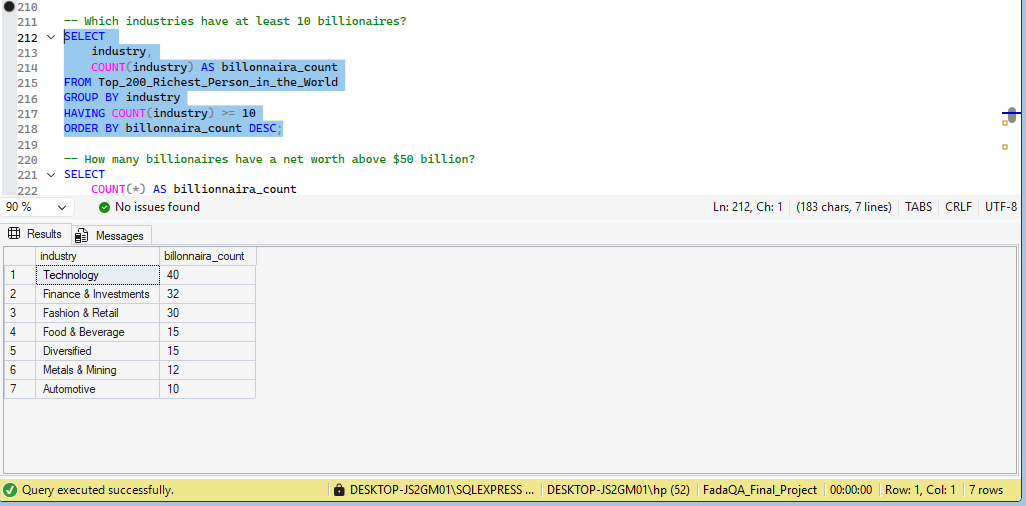 210
211 -- Which industries have at least 10 billionaires?
212 SELECT
213 industry,
214 COUNT(industry) AS billonnaira_count
215 FROM Top_200_Richest_Person_in_the_World
216 GROUP BY industry
217 HAVING COUNT(industry) >= 10
218 ORDER BY billonnaira_count DESC;
219
220 -- How many billionaires have a net worth above $50 billion?
221 SELECT
222 COUNT(*) AS billionnaira_count
90 % No issues found Ln: 212, Ch: 1 (183 chars, 7 lines) TABS CRLF UTF-8
Results Messages
industry billonnaira_count
1 Technology 40
2 Finance & Investments 32
3 Fashion & Retail 30
4 Food & Beverage 15
5 Diversified 15
6 Metals & Mining 12
7 Automotive 10
Query executed successfully. DESKTOP-JS2GM01\SQLEXPRESS ... DESKTOP-JS2GM01\hp (52) FadaQA_Final_Project 00:00:00 Row: 1, Col: 1 7 rows